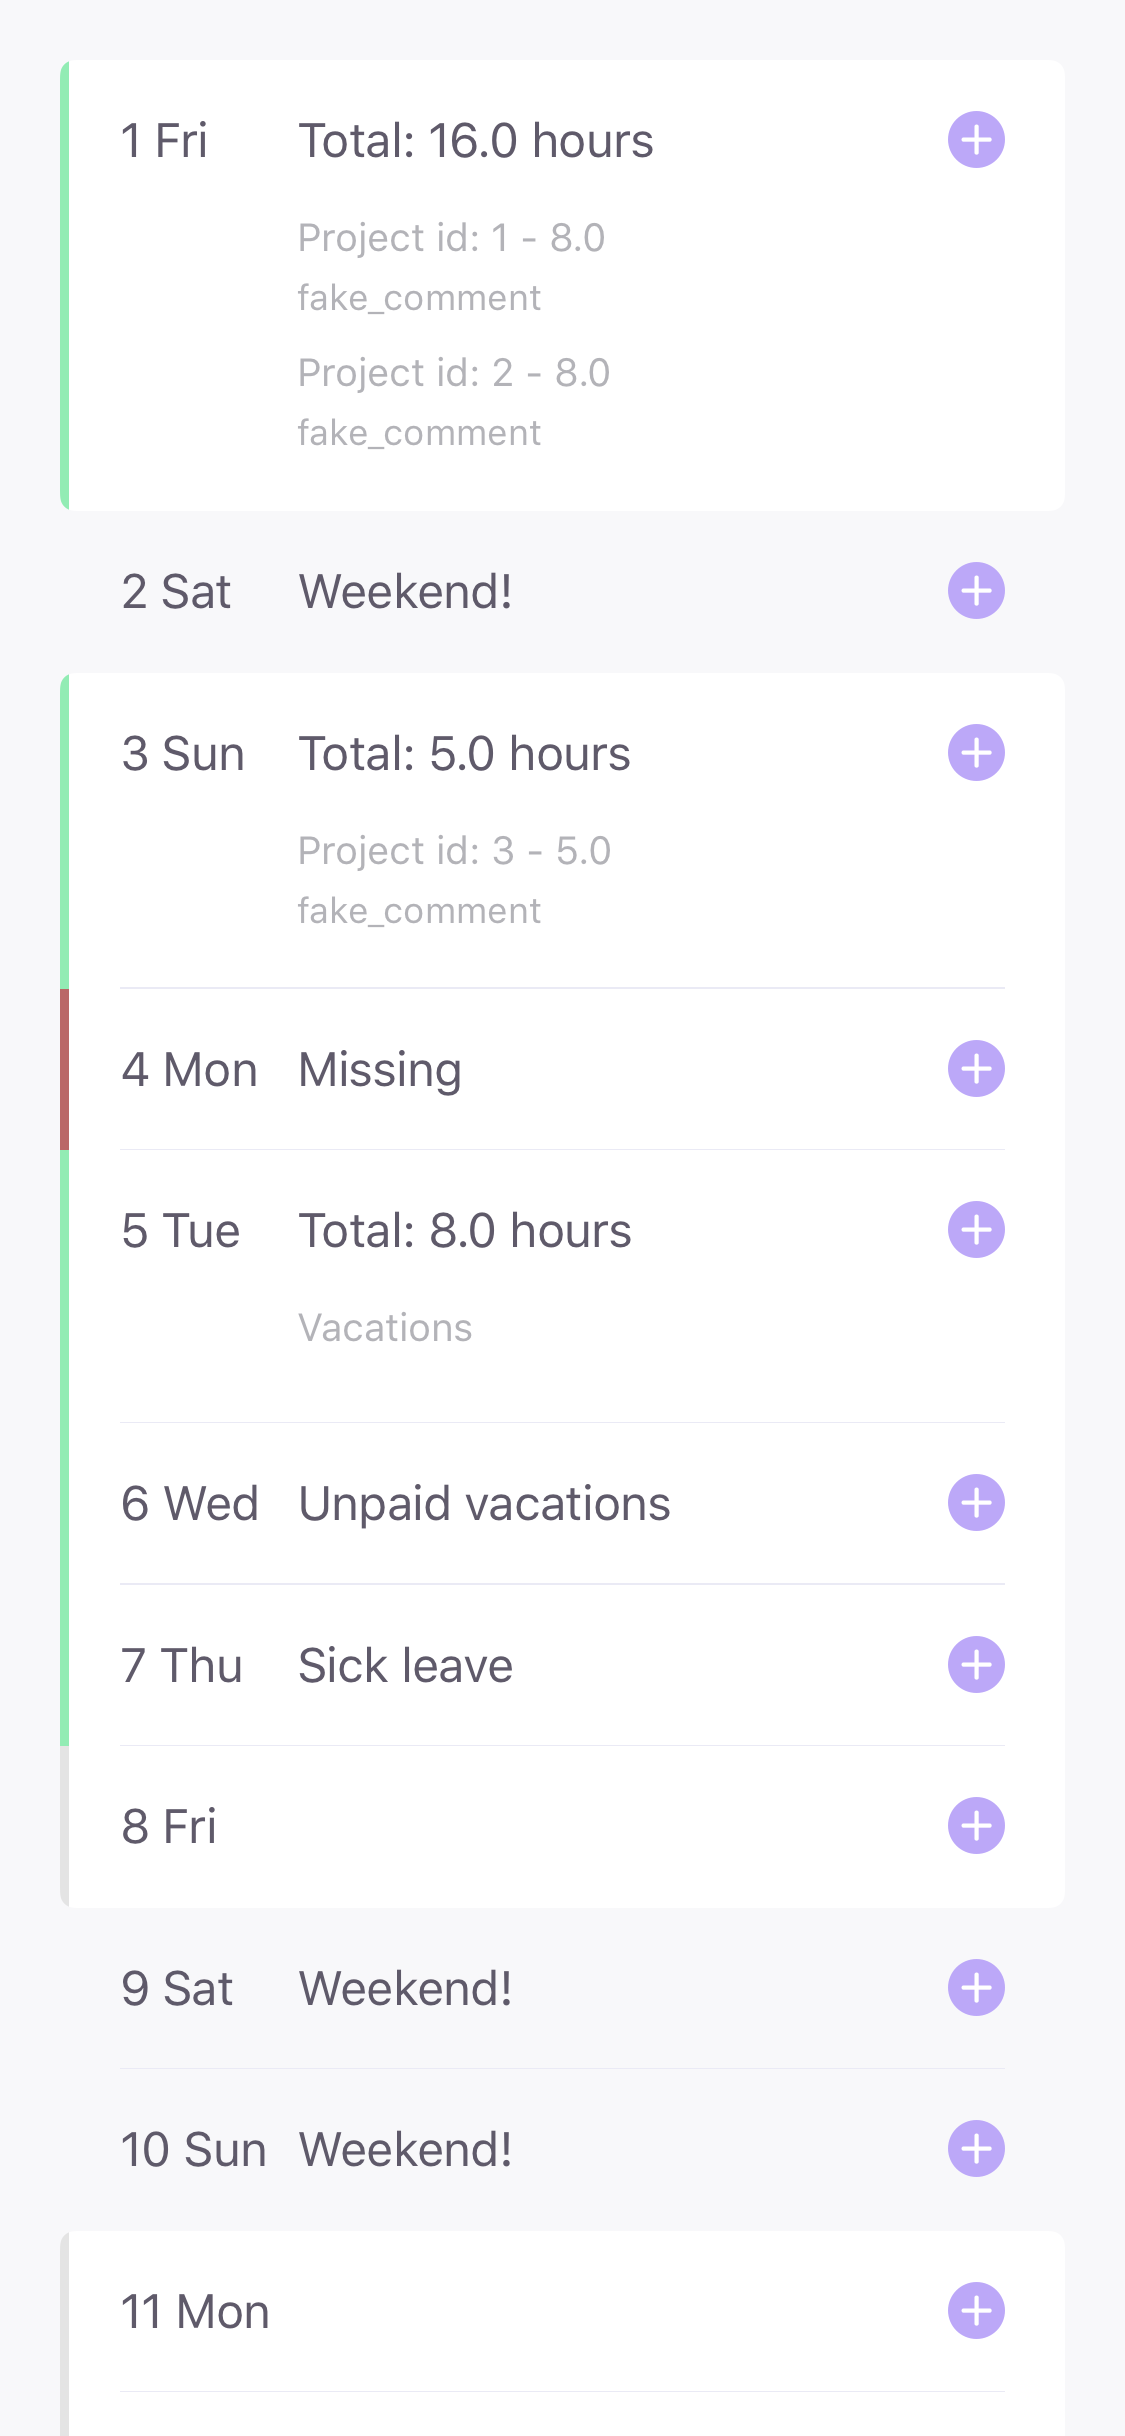 1 Fri Total: 16.0 hours
Project id: 1 - 8.0
fake_comment
Project id: 2 - 8.0
fake_comment
2 Sat Weekend!
3 Sun Total: 5.0 hours
Project id: 3 - 5.0
fake_comment
4 Mon Missing
5 Tue Total: 8.0 hours
Vacations
6 Wed Unpaid vacations
7 Thu Sick leave
8 Fri
9 Sat Weekend!
10 Sun Weekend!
11 Mon